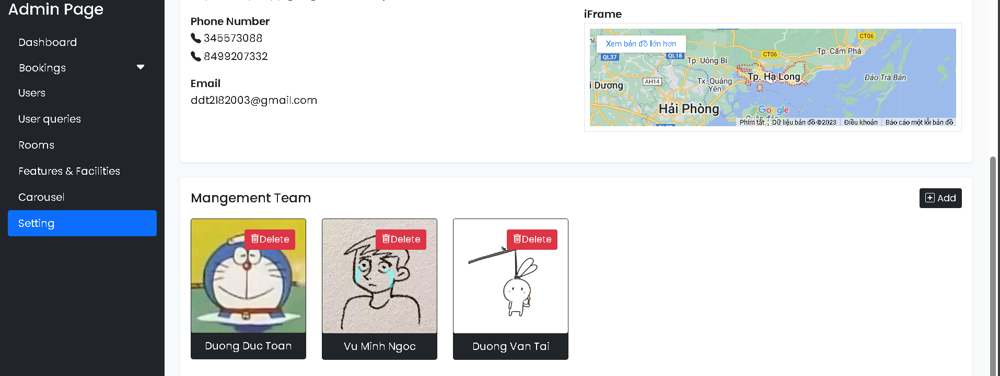 Admin Page
Dashboard
Bookings
Users
User queries
Rooms
Features & Facilities
Carousel
Setting
Phone Number
345573088
8499207332
Email
ddt2182003@gmail.com
iFrame
Xem bản đồ lớn hơn
CT06
QL37
QL18
CT06
Tp. Cẩm Phả
Tp. Uông Bí
Tp. Hạ Long
Đảo Trà Bản
AH14
Tx. Quảng
Yên
i Dương
Hải Phòng
Google
Quần đảo
Phím tắt
Dữ liệu bản đồ ©2023
Điều khoản
Báo cáo một lỗi bản đồ
Mangement Team
Add
Delete
Delete
Delete
Duong Duc Toan
Vu Minh Ngoc
Duong Van Tai